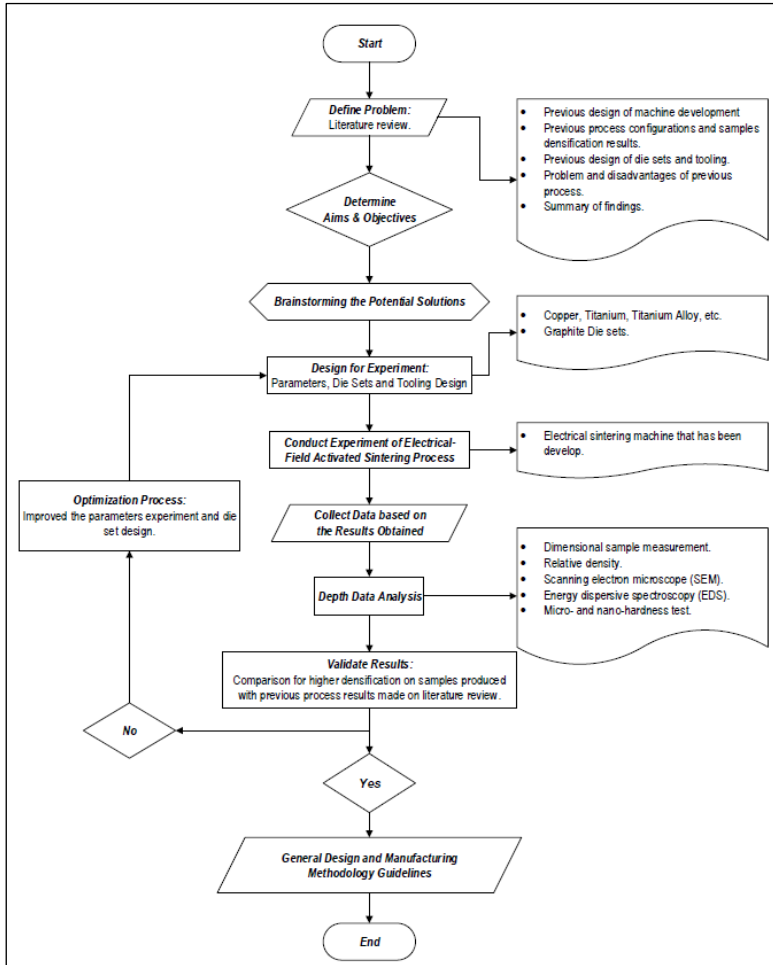 Start
Define Problem:
Literature review.
• Previous design of machine development
• Previous process configurations and samples
densification results.
• Previous design of die sets and tooling.
• Problem and disadvantages of previous
process.
• Summary of findings.
Determine
Aims & Objectives
Brainstorming the Potential Solutions
• Copper, Titanium, Titanium Alloy, etc.
• Graphite Die sets.
Design for Experiment:
Parameters, Die Sets and Tooling Design
Conduct Experiment of Electrical-
Field Activated Sintering Process
• Electrical sintering machine that has been
develop.
Optimization Process:
Improved the parameters experiment and die
set design.
Collect Data based on
the Results Obtained
Depth Data Analysis
• Dimensional sample measurement.
• Relative density.
• Scanning electron microscope (SEM).
• Energy dispersive spectroscopy (EDS).
• Micro- and nano-hardness test.
Validate Results:
Comparison for higher densification on samples produced
with previous process results made on literature review.
No
Yes
General Design and Manufacturing
Methodology Guidelines
End